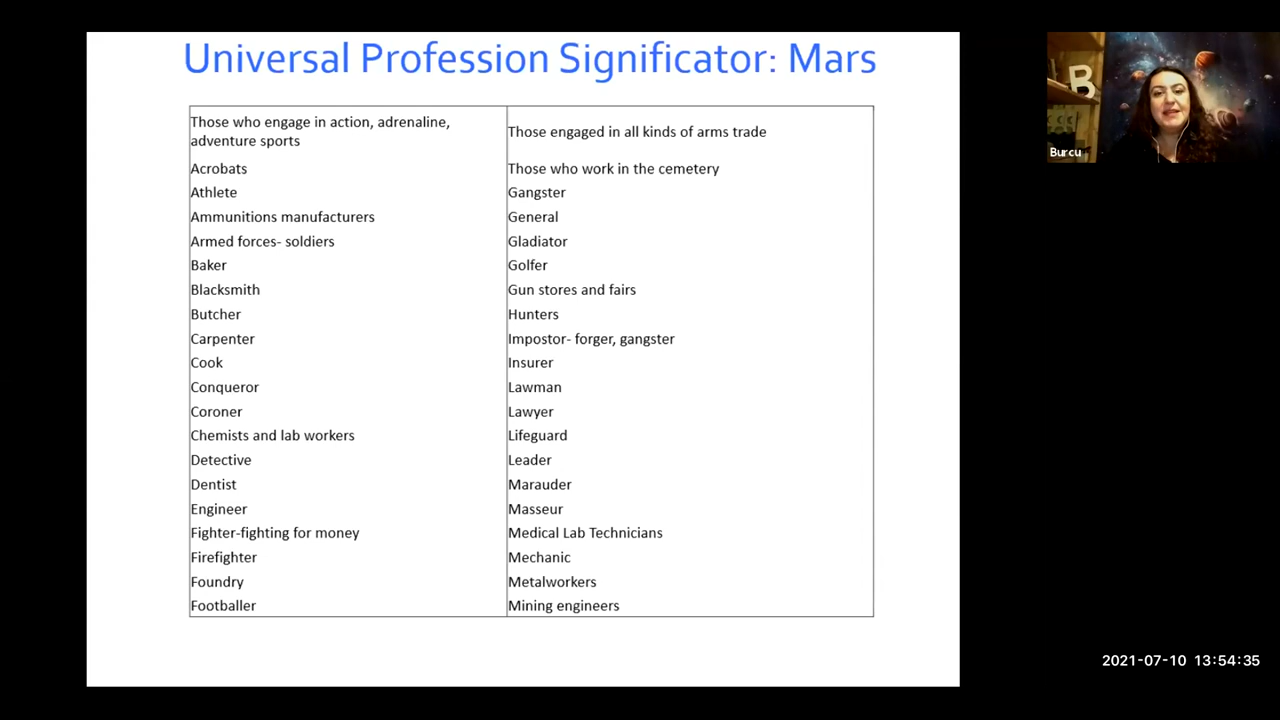 Universal Profession Significator: Mars
Those who engage in action, adrenaline,
adventure sports
Acrobats
Athlete
Ammunitions manufacturers
Armed forces- soldiers
Baker
Blacksmith
Butcher
Carpenter
Cook
Conqueror
Coroner
Chemists and lab workers
Detective
Dentist
Engineer
Fighter-fighting for money
Firefighter
Foundry
Footballer
Those engaged in all kinds of arms trade
Those who work in the cemetery
Gangster
General
Gladiator
Golfer
Gun stores and fairs
Hunters
Impostor- forger, gangster
Insurer
Lawman
Lawyer
Lifeguard
Leader
Marauder
Masseur
Medical Lab Technicians
Mechanic
Metalworkers
Mining engineers
B
Burcu
2021-07-10 13:54:35